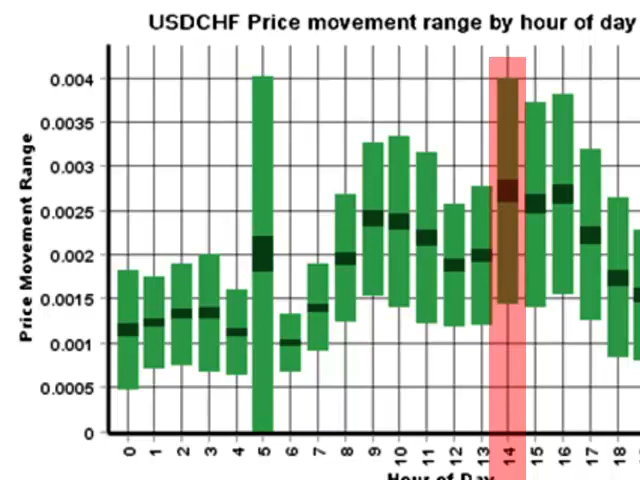 USDCHF Price movement range by hour of day
Price Movement Range
0.004
0.0035
0.003
0.0025
0.002
0.0015
0.001
0.0005
0
0 1 2 3 4 5 6 7 8 9 10 11 12 13 14 15 16 17 18
Hour of Day